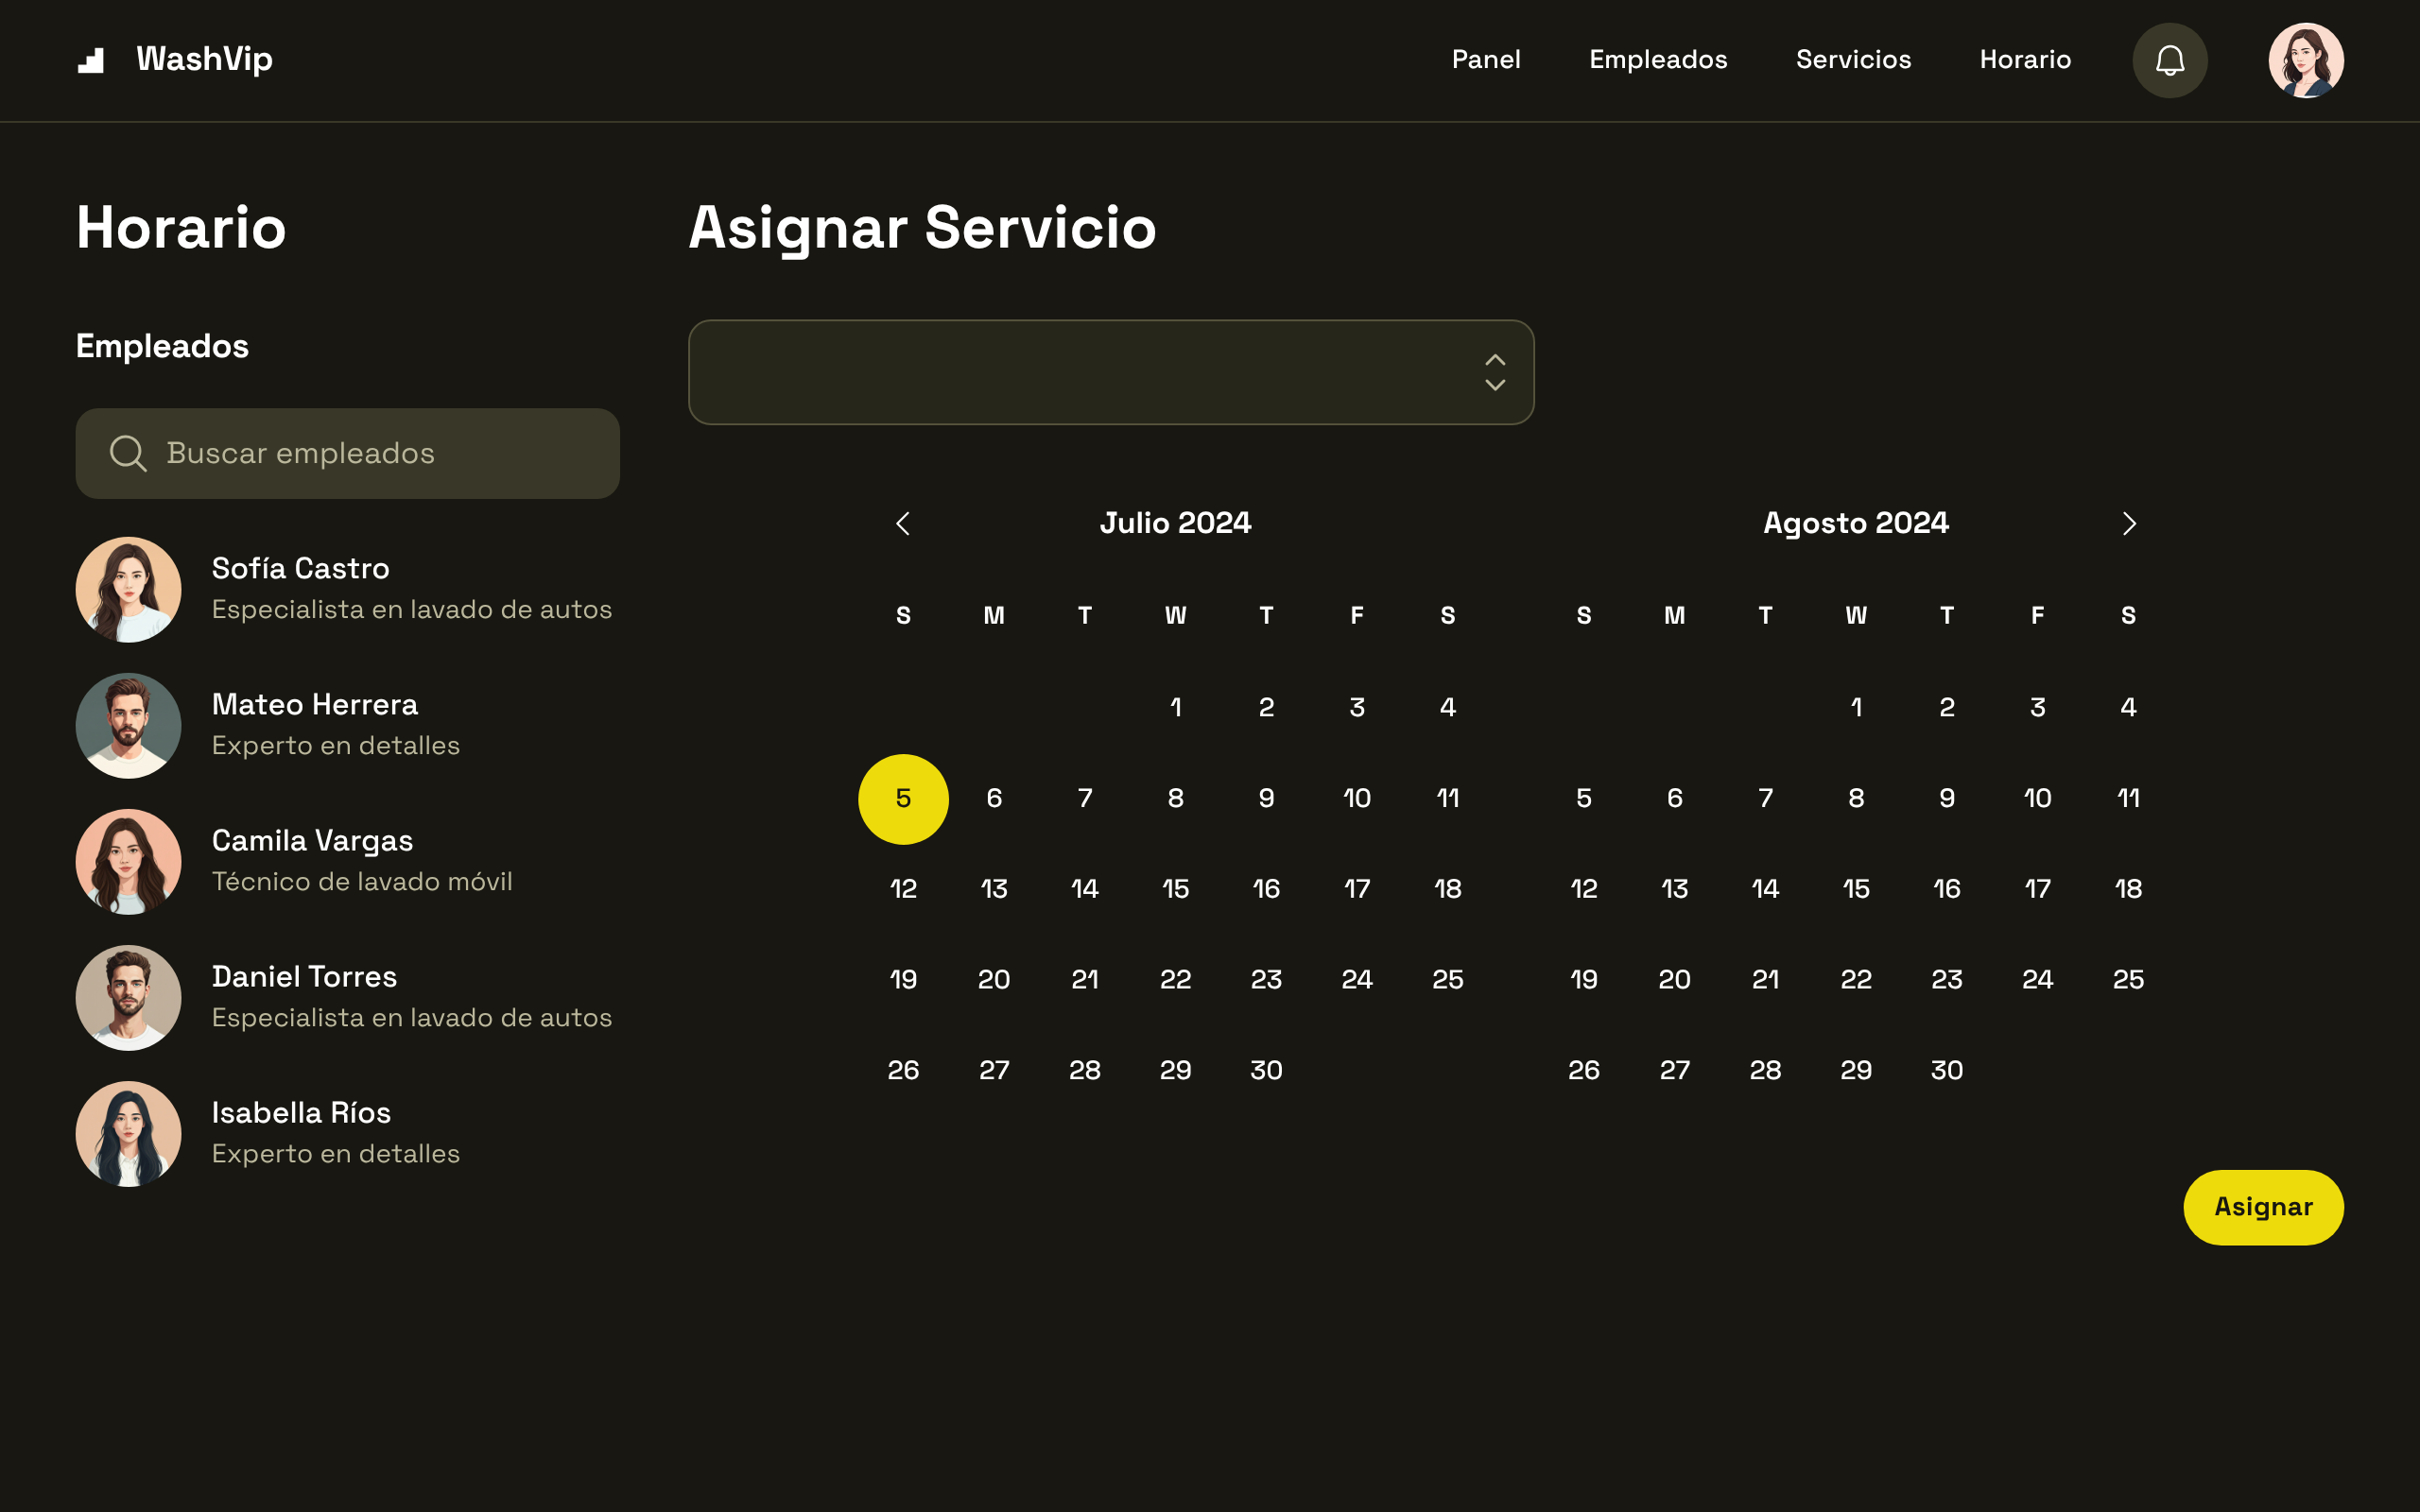 WashVip
Panel Empleados Servicios Horario
Horario
Empleados
Buscar empleados
Sofía Castro
Especialista en lavado de autos
Mateo Herrera
Experto en detalles
Camila Vargas
Técnico de lavado móvil
Daniel Torres
Especialista en lavado de autos
Isabella Ríos
Experto en detalles
Asignar Servicio
Julio 2024
S M T W T F S
1 2 3 4
5 6 7 8 9 10 11
12 13 14 15 16 17 18
19 20 21 22 23 24 25
26 27 28 29 30
Agosto 2024
S M T W T F S
1 2 3 4
5 6 7 8 9 10 11
12 13 14 15 16 17 18
19 20 21 22 23 24 25
26 27 28 29 30
Asignar